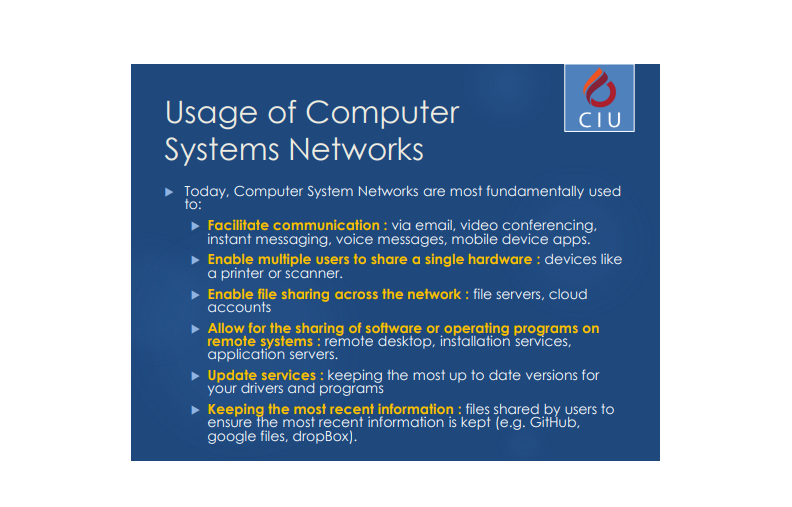 CIU
Usage of Computer
Systems Networks
Today, Computer System Networks are most fundamentally used
to:
Facilitate communication : via email, video conferencing,
instant messaging, voice messages, mobile device apps.
Enable multiple users to share a single hardware : devices like
a printer or scanner.
Enable file sharing across the network : file servers, cloud
accounts
Allow for the sharing of software or operating programs on
remote systems : remote desktop, installation services,
application servers.
Update services : keeping the most up to date versions for
your drivers and programs
Keeping the most recent information : files shared by users to
ensure the most recent information is kept (e.g. GitHub,
google files, dropBox).